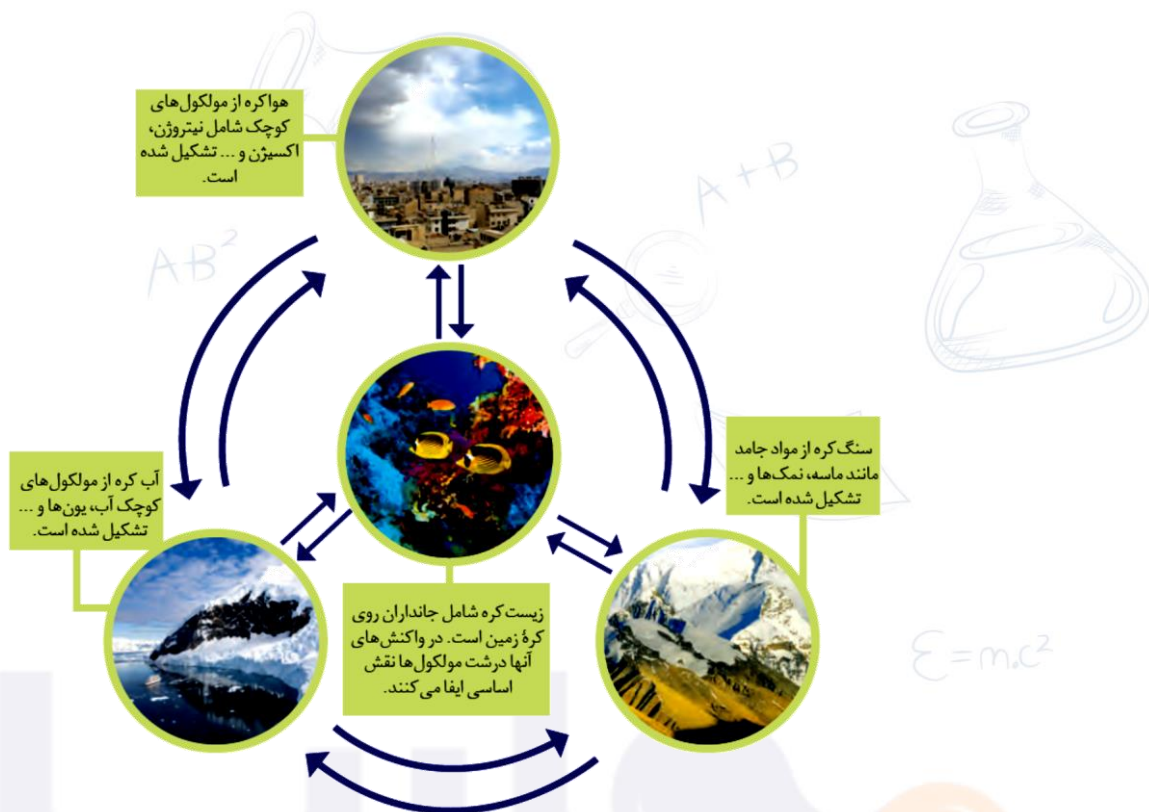 هواکره از مولکول‌های
کوچک شامل نیتروژن،
اکسیژن و ... تشکیل شده
است.
A + B
AB²
سنگ کره از مواد جامد
مانند ماسه، نمک‌ها و ...
تشکیل شده است.
آب کره از مولکول‌های
کوچک آب، یون‌ها و ...
تشکیل شده است.
زیست کره شامل جانداران روی
کرۀ زمین است. در واکنش‌های
آنها درشت مولکول‌ها نقش
اساسی ایفا می‌کنند.
Ɛ = m.c²